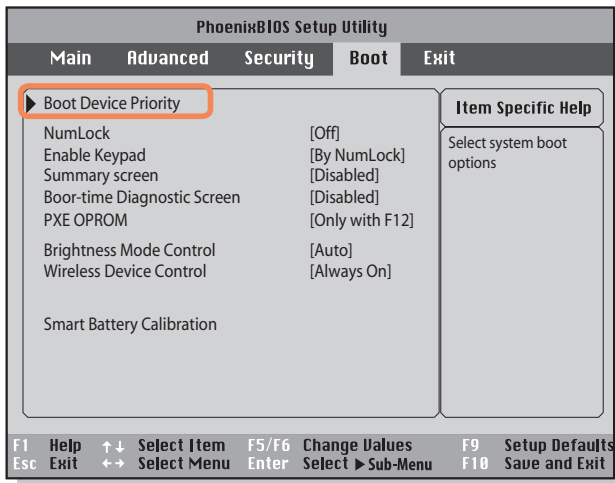 PhoenixBIOS Setup Utility
Main Advanced Security Boot Exit
Boot Device Priority
NumLock [Off]
Enable Keypad [By NumLock]
Summary screen [Disabled]
Boor-time Diagnostic Screen [Disabled]
PXE OPROM [Only with F12]
Brightness Mode Control [Auto]
Wireless Device Control [Always On]
Smart Battery Calibration
Item Specific Help
Select system boot
options
F1 Help ↑↓ Select Item F5/F6 Change Values F9 Setup Defaults
Esc Exit ←→ Select Menu Enter Select ▶ Sub-Menu F10 Save and Exit